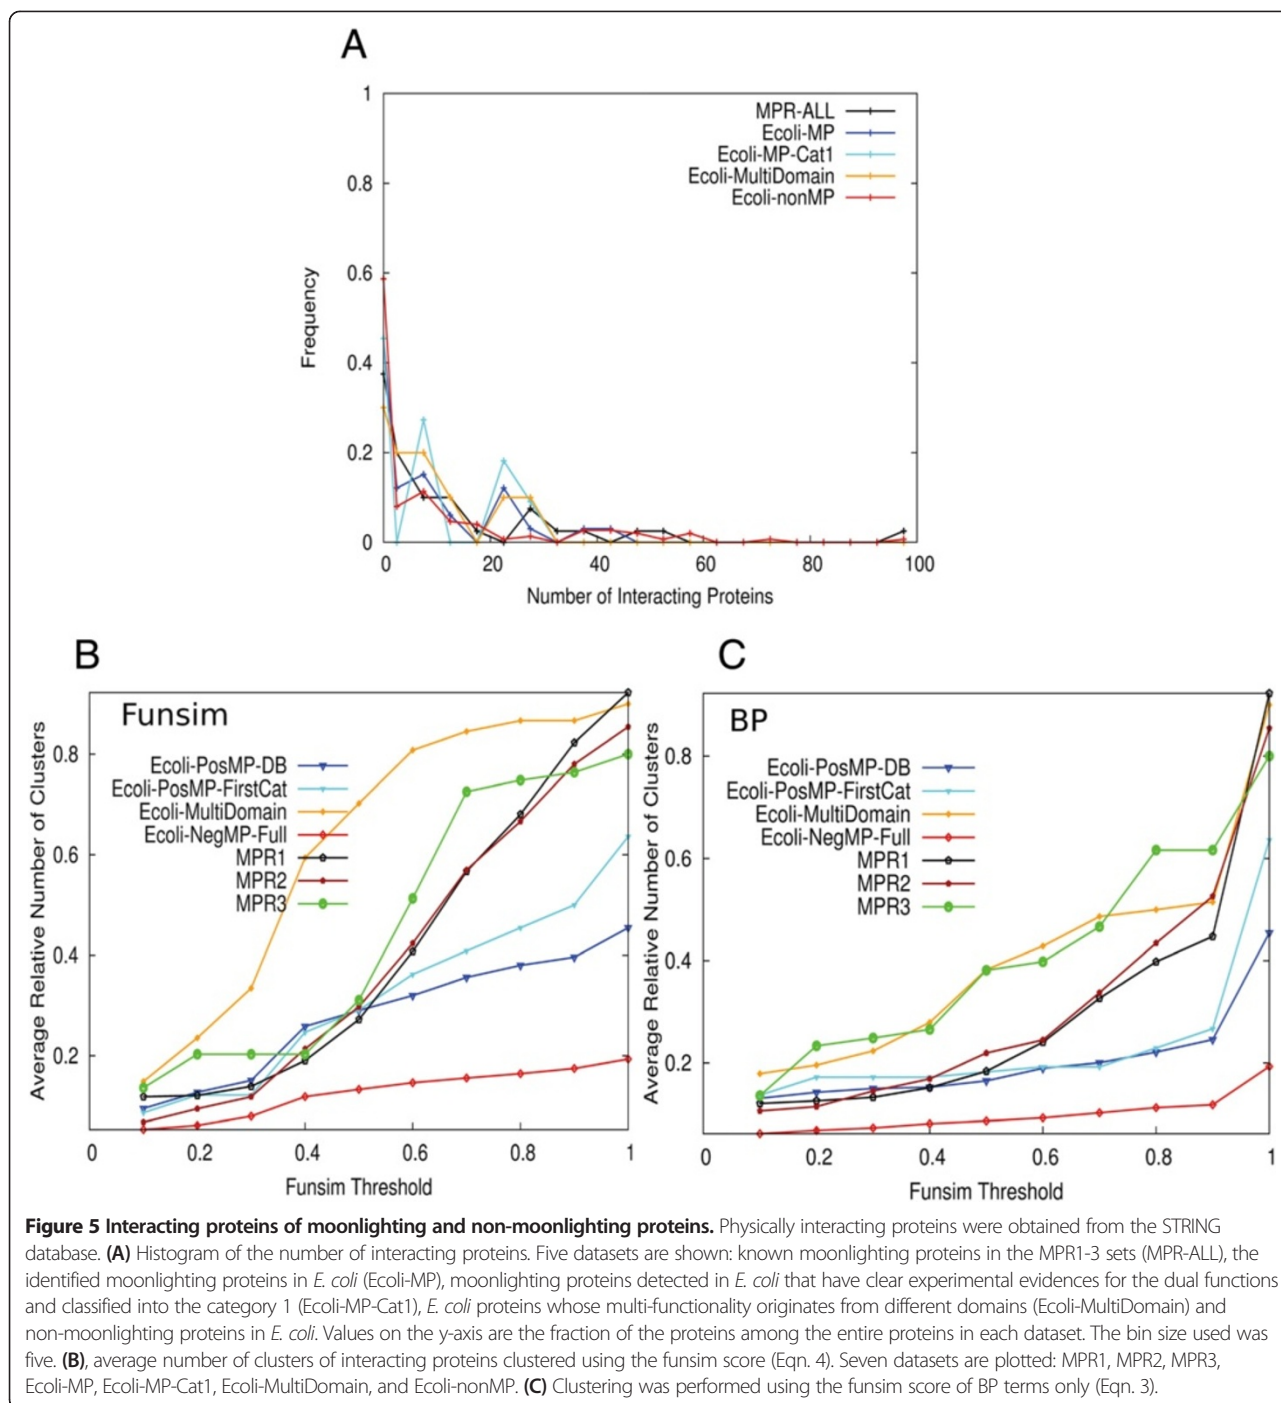 A
1
0.8
0.6
0.4
0.2
0
Frequency
MPR-ALL
Ecoli-MP
Ecoli-MP-Cat1
Ecoli-MultiDomain
Ecoli-nonMP
0 20 40 60 80 100
Number of Interacting Proteins
B
Funsim
Average Relative Number of Clusters
0.8
0.6
0.4
0.2
Ecoli-PosMP-DB
Ecoli-PosMP-FirstCat
Ecoli-MultiDomain
Ecoli-NegMP-Full
MPR1
MPR2
MPR3
0 0.2 0.4 0.6 0.8 1
Funsim Threshold
C
BP
Average Relative Number of Clusters
0.8
0.6
0.4
0.2
Ecoli-PosMP-DB
Ecoli-PosMP-FirstCat
Ecoli-MultiDomain
Ecoli-NegMP-Full
MPR1
MPR2
MPR3
0 0.2 0.4 0.6 0.8 1
Funsim Threshold
Figure 5 Interacting proteins of moonlighting and non-moonlighting proteins. Physically interacting proteins were obtained from the STRING
database. (A) Histogram of the number of interacting proteins. Five datasets are shown: known moonlighting proteins in the MPR1-3 sets (MPR-ALL), the
identified moonlighting proteins in E. coli (Ecoli-MP), moonlighting proteins detected in E. coli that have clear experimental evidences for the dual functions
and classified into the category 1 (Ecoli-MP-Cat1), E. coli proteins whose multi-functionality originates from different domains (Ecoli-MultiDomain) and
non-moonlighting proteins in E. coli. Values on the y-axis are the fraction of the proteins among the entire proteins in each dataset. The bin size used was
five. (B), average number of clusters of interacting proteins clustered using the funsim score (Eqn. 4). Seven datasets are plotted: MPR1, MPR2, MPR3,
Ecoli-MP, Ecoli-MP-Cat1, Ecoli-MultiDomain, and Ecoli-nonMP. (C) Clustering was performed using the funsim score of BP terms only (Eqn. 3).